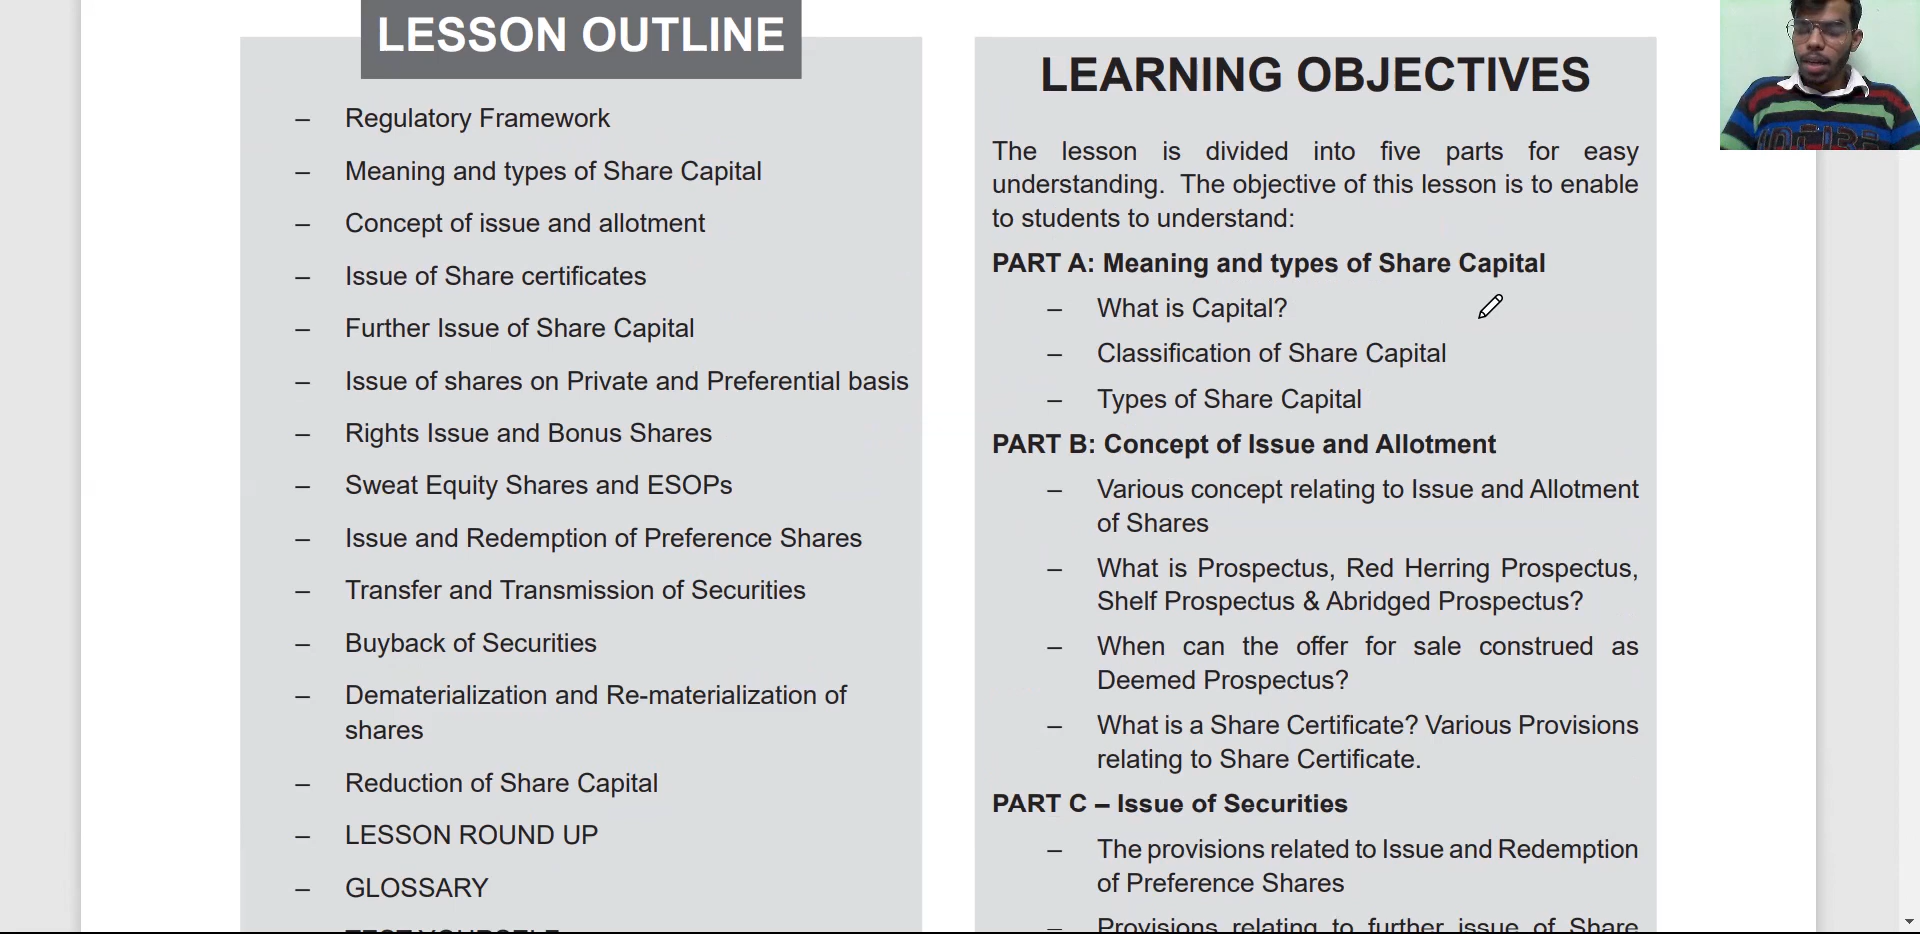 LESSON OUTLINE
– Regulatory Framework
– Meaning and types of Share Capital
– Concept of issue and allotment
– Issue of Share certificates
– Further Issue of Share Capital
– Issue of shares on Private and Preferential basis
– Rights Issue and Bonus Shares
– Sweat Equity Shares and ESOPs
– Issue and Redemption of Preference Shares
– Transfer and Transmission of Securities
– Buyback of Securities
– Dematerialization and Re-materialization of
shares
– Reduction of Share Capital
– LESSON ROUND UP
– GLOSSARY
TEST YOURSELF
LEARNING OBJECTIVES
The lesson is divided into five parts for easy
understanding. The objective of this lesson is to enable
to students to understand:
PART A: Meaning and types of Share Capital
– What is Capital?
– Classification of Share Capital
– Types of Share Capital
PART B: Concept of Issue and Allotment
– Various concept relating to Issue and Allotment
of Shares
– What is Prospectus, Red Herring Prospectus,
Shelf Prospectus & Abridged Prospectus?
– When can the offer for sale construed as
Deemed Prospectus?
– What is a Share Certificate? Various Provisions
relating to Share Certificate.
PART C – Issue of Securities
– The provisions related to Issue and Redemption
of Preference Shares
– Provisions relating to further issue of Share